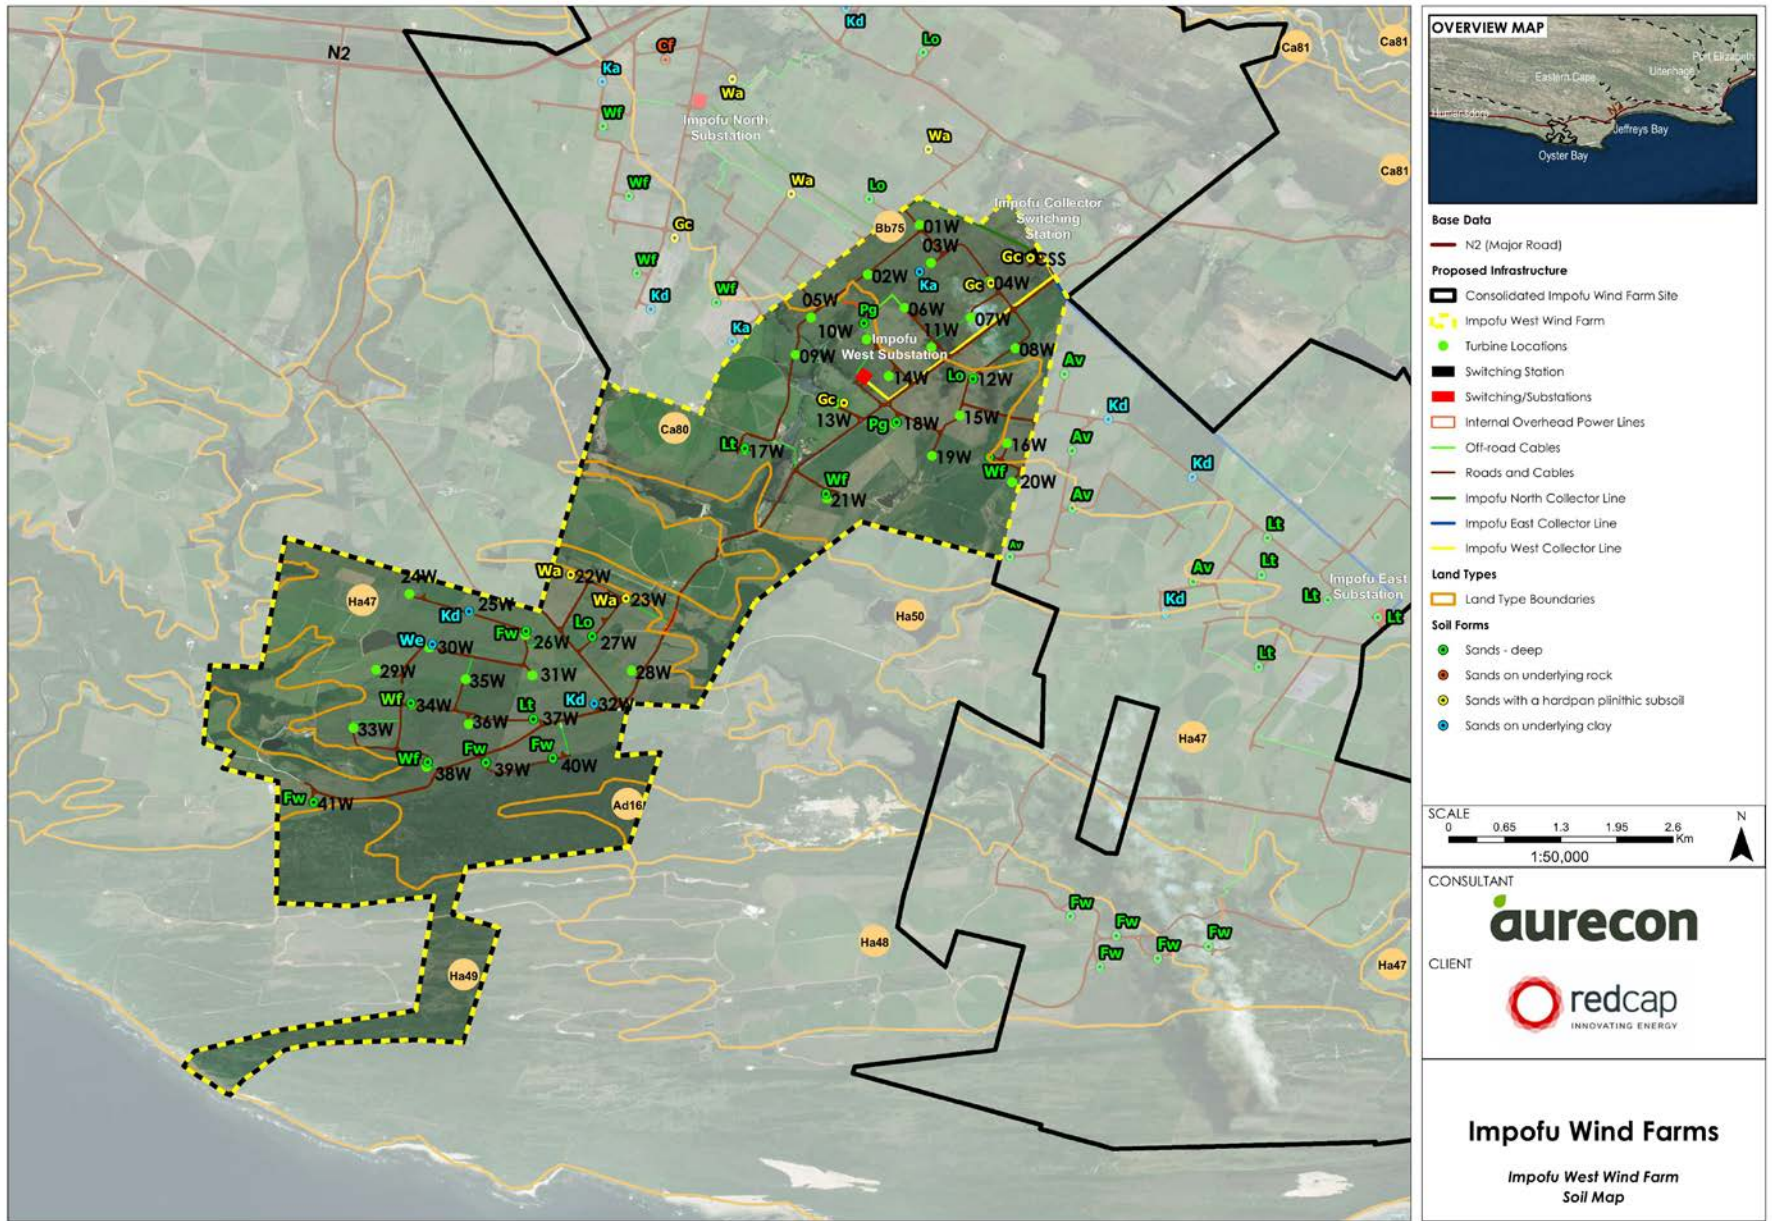 N2
Cf
Ka
Kd
Lo
Ca81
Ca81
Wa
Wf
Impofu North
Substation
Wa
Ca81
Wf
Wa
Lo
Impofu Collector
Switching
Station
Gc
Bb75
01W
03W
Gc
CSS
Wf
02W
Ka
Gc
04W
Kd
Wf
05W
Pg
06W
Ka
10W
11W
07W
Impofu
West Substation
09W
08W
Av
14W
Lo
12W
Gc
Kd
13W
Pg
18W
15W
Ca80
Av
16W
Lt
17W
19W
Wf
Kd
Wf
20W
21W
Av
Lt
Av
24W
Wa
22W
Av
Lt
Impofu East
Substation
Ha47
Kd
25W
Wa
23W
Lt
Kd
Ha50
Lt
We
30W
Fw
26W
Lo
27W
29W
35W
31W
28W
Lt
Wf
34W
Lt
37W
Kd
32W
33W
36W
Ha47
Wf
38W
Fw
39W
Fw
40W
Fw
41W
Ad16
Fw
Fw
Fw
Fw
Fw
Ha48
Ha47
Ha49
OVERVIEW MAP
Port Elizabeth
Uitenhage
Eastern Cape
Humansdorp
N2
Jeffreys Bay
Oyster Bay
Base Data
N2 (Major Road)
Proposed Infrastructure
Consolidated Impofu Wind Farm Site
Impofu West Wind Farm
Turbine Locations
Switching Station
Switching/Substations
Internal Overhead Power Lines
Off-road Cables
Roads and Cables
Impofu North Collector Line
Impofu East Collector Line
Impofu West Collector Line
Land Types
Land Type Boundaries
Soil Forms
Sands - deep
Sands on underlying rock
Sands with a hardpan plinithic subsoil
Sands on underlying clay
SCALE
0 0.65 1.3 1.95 2.6
Km
1:50,000
N
CONSULTANT
aurecon
CLIENT
redcap
INNOVATING ENERGY
Impofu Wind Farms
Impofu West Wind Farm
Soil Map